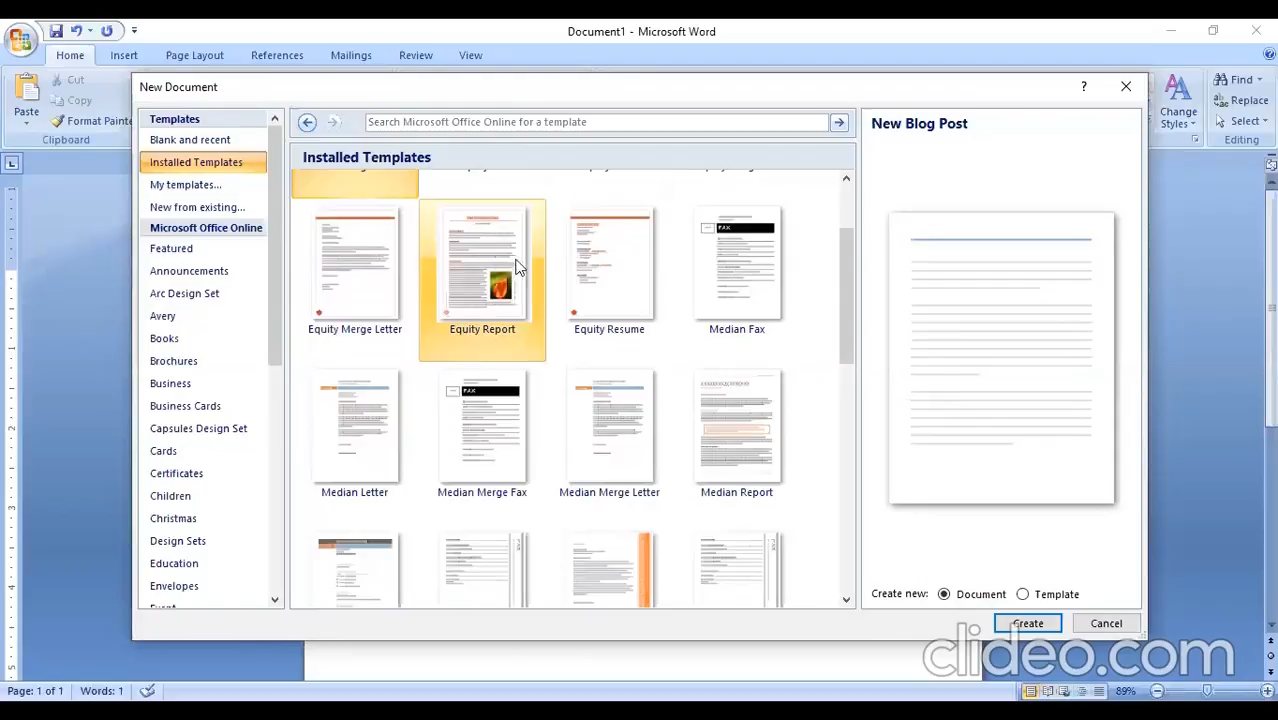 Document1 - Microsoft Word
Home Insert Page Layout References Mailings Review View
Cut
Copy
Format Painte
Paste
Clipboard
Change
Styles
Find
Replace
Select
Editing
New Document
?
Templates
Blank and recent
Installed Templates
My templates...
New from existing...
Microsoft Office Online
Featured
Announcements
Arc Design Set
Avery
Books
Brochures
Business
Business Cards
Capsules Design Set
Cards
Certificates
Children
Christmas
Design Sets
Education
Envelopes
Search Microsoft Office Online for a template
Installed Templates
Equity Merge Letter Equity Report Equity Resume Median Fax
FAX
Median Letter Median Merge Fax Median Merge Letter Median Report
FAX
New Blog Post
Create new: Document Template
Create Cancel
clideo.com
Page: 1 of 1 Words: 1
89%